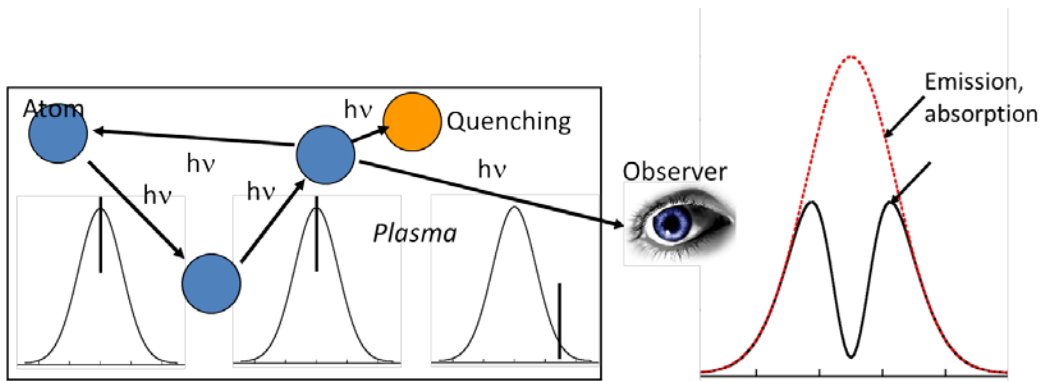 Atom
hν
Quenching
hν
hν
hν
hν
Observer
Plasma
Emission,
absorption